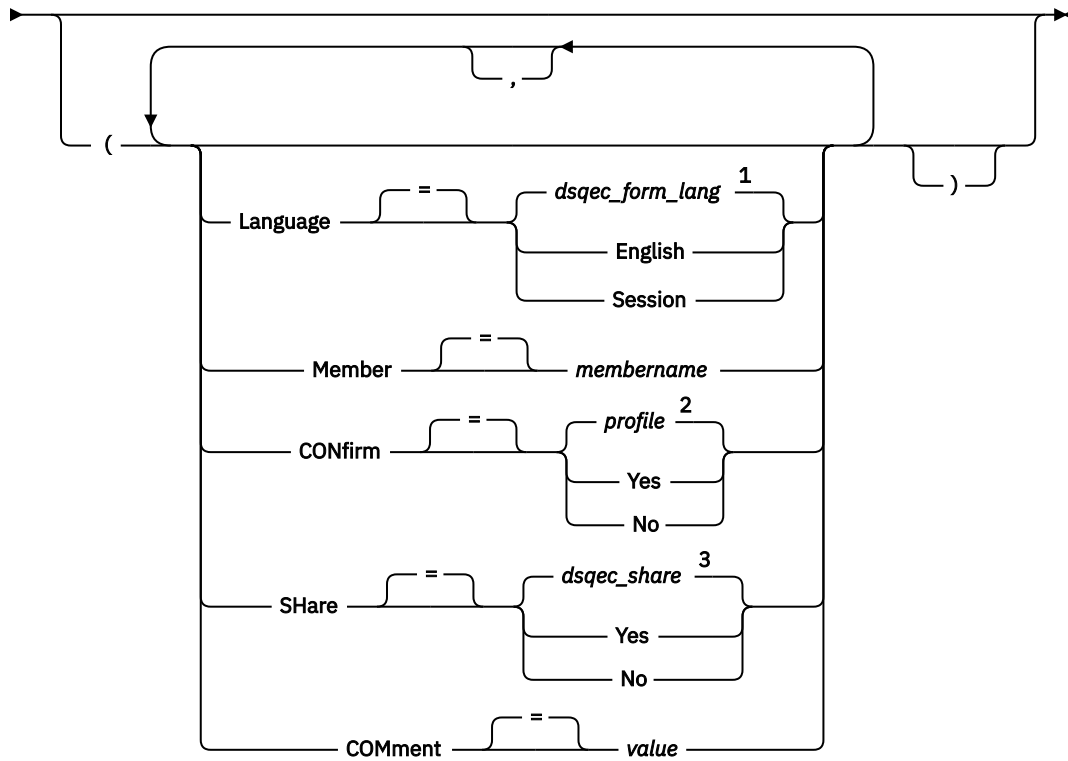 ,
( )
= dsqec_form_lang 1
Language
English
Session
=
Member membername
= profile 2
CONfirm
Yes
No
= dsqec_share 3
SHare
Yes
No
=
COMment value